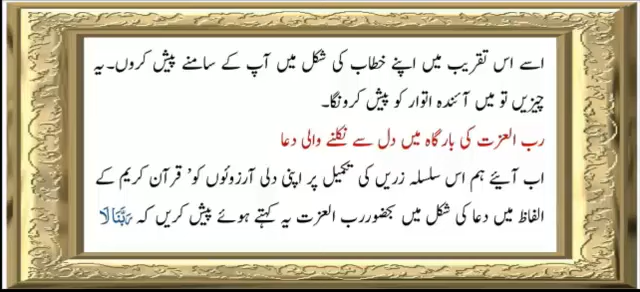 اسے اس تقریب میں اپنے خطاب کی شکل میں آپ کے سامنے پیش کروں۔ یہ
چیزیں تو میں آئندہ اتوار کو پیش کرونگا۔
رب العزت کی بارگاہ میں دل سے نکلنے والی دعا
اب آیئے ہم اس سلسلہ زریں کی تکمیل پر اپنی دلی آرزوئوں کو’ قرآن کریم کے
الفاظ میں دعا کی شکل میں بحضور رب العزت یہ کہتے ہوئے پیش کریں کہ رَبَّنَا لَا